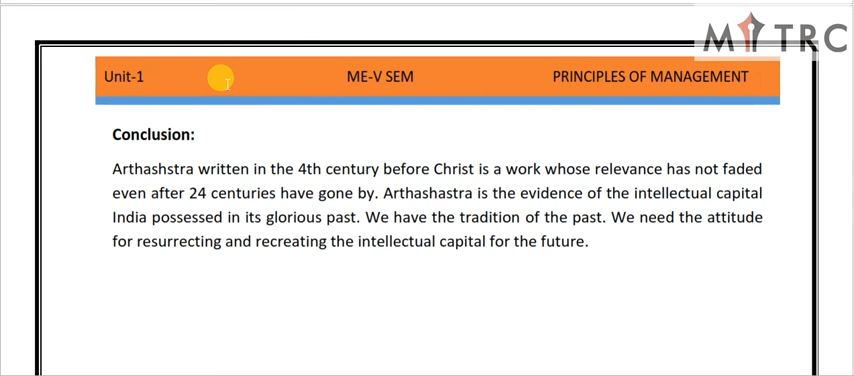 MITRC
Unit-1 ME-V SEM PRINCIPLES OF MANAGEMENT
Conclusion:
Arthashstra written in the 4th century before Christ is a work whose relevance has not faded
even after 24 centuries have gone by. Arthashastra is the evidence of the intellectual capital
India possessed in its glorious past. We have the tradition of the past. We need the attitude
for resurrecting and recreating the intellectual capital for the future.